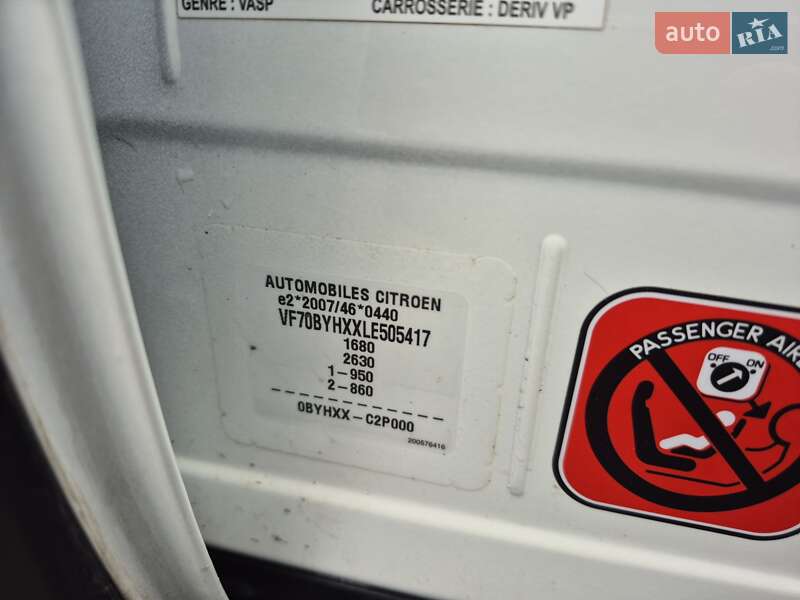 GENRE : VASP CARROSSERIE : DERIV VP
auto RIA .com
AUTOMOBILES CITROEN
e2*2007/46*0440
VF70BYHXXLE505417
1680
2630
1-950
2-860
0BYHXX-C2P000
200576416
PASSENGER AIR
OFF ON